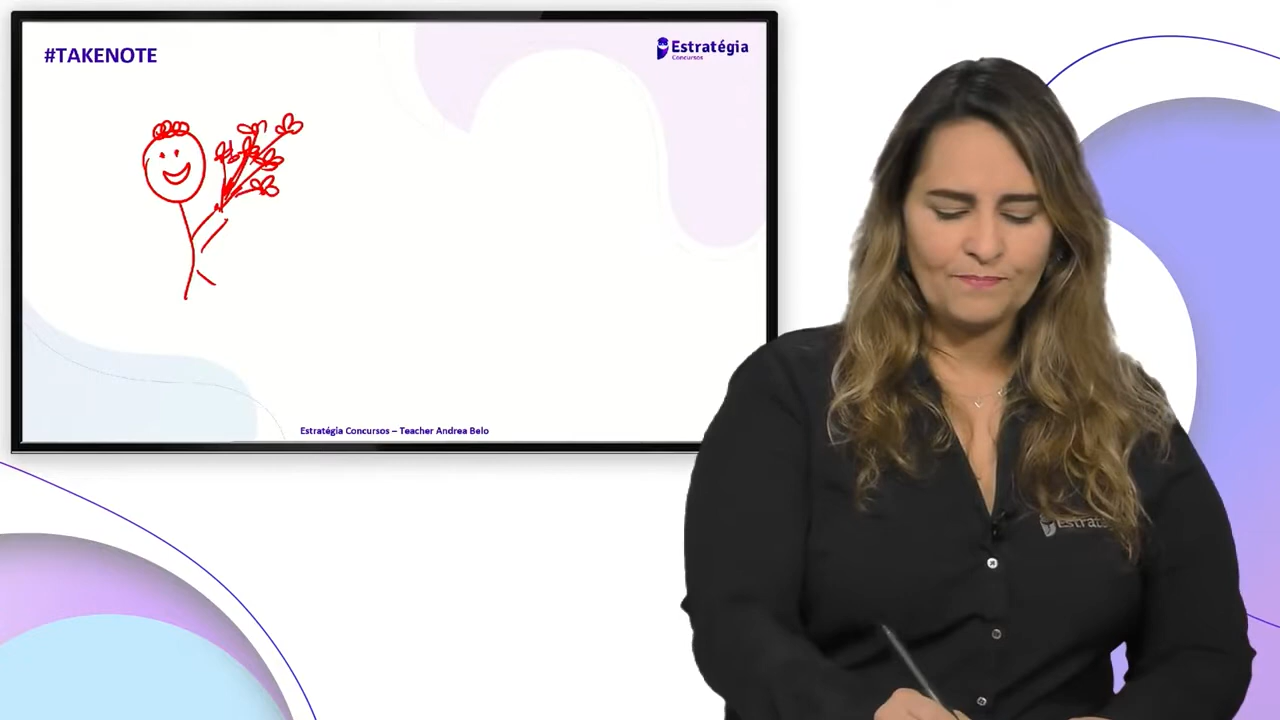 #TAKENOTE
Estratégia
Concursos
Estratégia Concursos – Teacher Andrea Belo